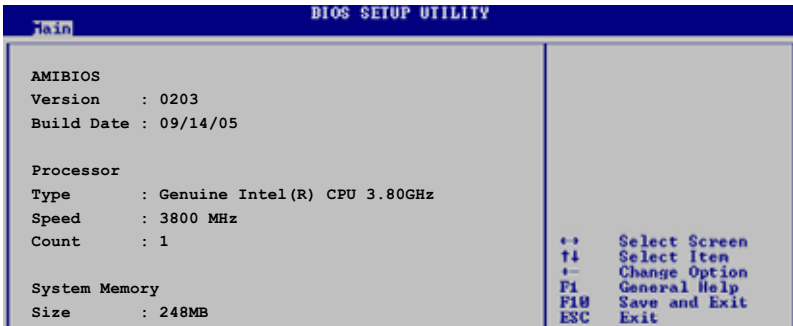 BIOS SETUP UTILITY
Main
AMIBIOS
Version : 0203
Build Date : 09/14/05
Processor
Type : Genuine Intel(R) CPU 3.80GHz
Speed : 3800 MHz
Count : 1
System Memory
Size : 248MB
↔ Select Screen
↑↓ Select Item
+- Change Option
F1 General Help
F10 Save and Exit
ESC Exit